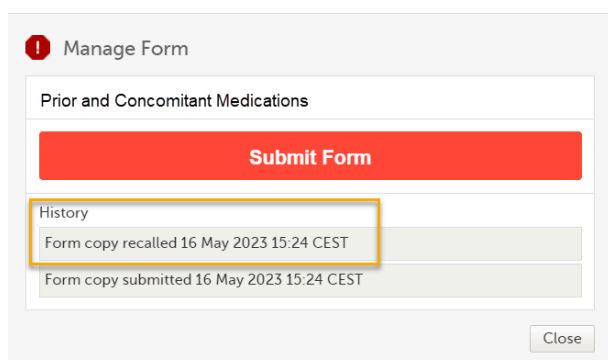 Manage Form
Prior and Concomitant Medications
Submit Form
History
Form copy recalled 16 May 2023 15:24 CEST
Form copy submitted 16 May 2023 15:24 CEST
Close